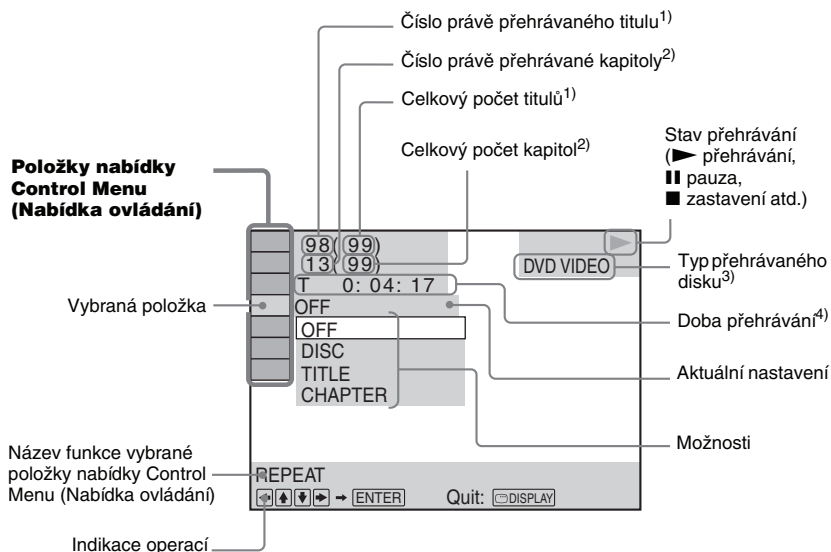 Číslo právě přehrávaného titulu1)
Číslo právě přehrávané kapitoly2)
Celkový počet titulů1)
Celkový počet kapitol2)
Stav přehrávání
(▶ přehrávání,
❚❚ pauza,
■ zastavení atd.)
Položky nabídky
Control Menu
(Nabídka ovládání)
98(99)
13(99)
T 0: 04: 17
OFF
OFF
DISC
TITLE
CHAPTER
▶
DVD VIDEO
Typ přehrávaného
disku3)
Vybraná položka
Doba přehrávání4)
Aktuální nastavení
Možnosti
Název funkce vybrané
položky nabídky Control
Menu (Nabídka ovládání)
REPEAT
← ↑ ↓ → → ENTER Quit: DISPLAY
Indikace operací